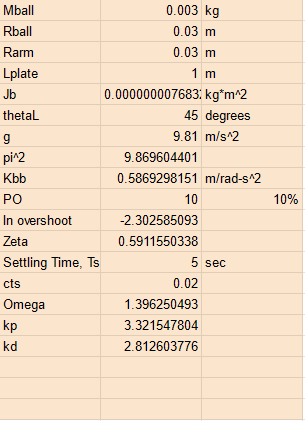 Mball 0.003 kg
Rball 0.03 m
Rarm 0.03 m
Lplate 1 m
Jb 0.000000007683 kg*m^2
thetaL 45 degrees
g 9.81 m/s^2
pi^2 9.869604401
Kbb 0.5869298151 m/rad-s^2
PO 10 10%
ln overshoot -2.302585093
Zeta 0.5911550338
Settling Time, Ts 5 sec
cts 0.02
Omega 1.396250493
kp 3.321547804
kd 2.812603776